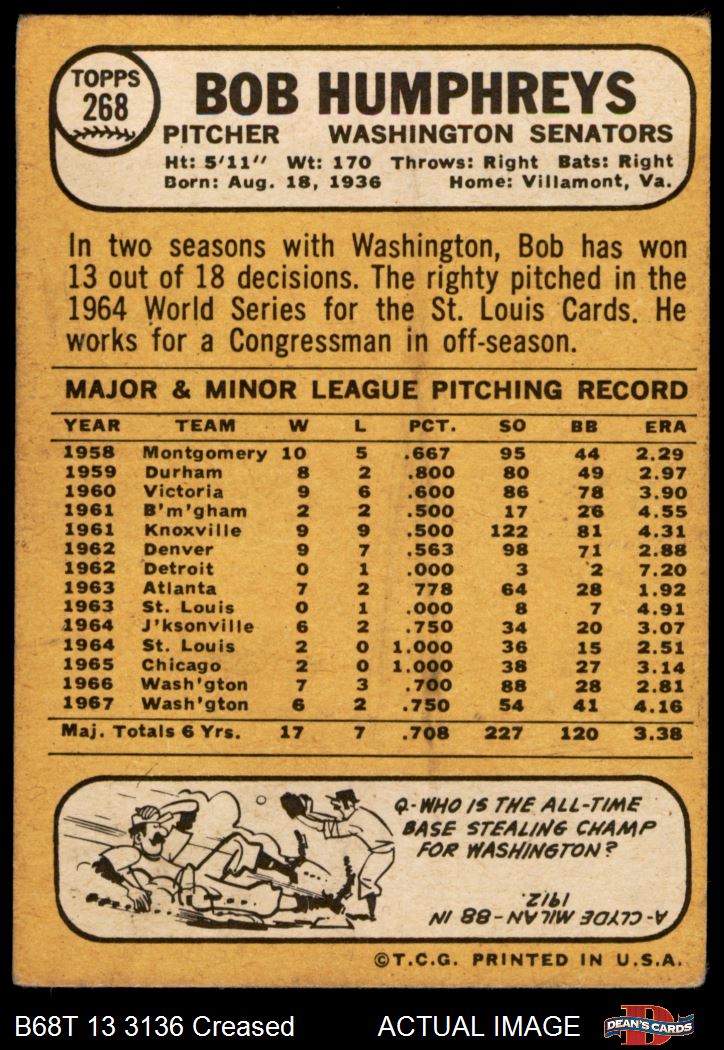 TOPPS
268
BOB HUMPHREYS
PITCHER WASHINGTON SENATORS
Ht: 5'11" Wt: 170 Throws: Right Bats: Right
Born: Aug. 18, 1936 Home: Villamont, Va.
In two seasons with Washington, Bob has won
13 out of 18 decisions. The righty pitched in the
1964 World Series for the St. Louis Cards. He
works for a Congressman in off-season.
MAJOR & MINOR LEAGUE PITCHING RECORD
YEAR TEAM W L PCT. SO BB ERA
1958 Montgomery 10 5 .667 95 44 2.29
1959 Durham 8 2 .800 80 49 2.97
1960 Victoria 9 6 .600 86 78 3.90
1961 B'm'gham 2 2 .500 17 26 4.55
1961 Knoxville 9 9 .500 122 81 4.31
1962 Denver 9 7 .563 98 71 2.88
1962 Detroit 0 1 .000 3 2 7.20
1963 Atlanta 7 2 778 64 28 1.92
1963 St. Louis 0 1 .000 8 7 4.91
1964 J'ksonville 6 2 .750 34 20 3.07
1964 St. Louis 2 0 1.000 36 15 2.51
1965 Chicago 2 0 1.000 38 27 3.14
1966 Wash'gton 7 3 .700 88 28 2.81
1967 Wash'gton 6 2 .750 54 41 4.16
Maj. Totals 6 Yrs. 17 7 .708 227 120 3.38
Q-WHO IS THE ALL-TIME
BASE STEALING CHAMP
FOR WASHINGTON?
A-CLYDE MILAN-88 IN
1912.
©T.C.G. PRINTED IN U.S.A.
B68T 13 3136 Creased ACTUAL IMAGE
D
DEAN'S CARDS